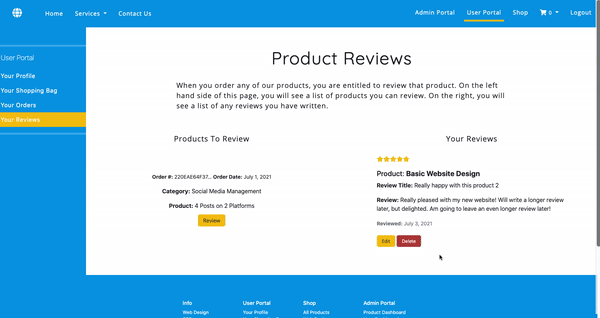 Home Services Contact Us Admin Portal User Portal Shop 0 Logout
User Portal
Your Profile
Your Shopping Bag
Your Orders
Your Reviews
Product Reviews
When you order any of our products, you are entitled to review that product. On the left
hand side of this page, you will see a list of products you can review. On the right, you will
see a list of any reviews you have written.
Products To Review
Order #: 220EAE64F37... Order Date: July 1, 2021
Category: Social Media Management
Product: 4 Posts on 2 Platforms
Review
Your Reviews
Product: Basic Website Design
Review Title: Really happy with this product 2
Review: Really pleased with my new website! Will write a longer review
later, but delighted. Am going to leave an even longer review later!
Reviewed: July 3, 2021
Edit Delete
Info User Portal Shop Admin Portal
Web Design Your Profile All Products Product Dashboard